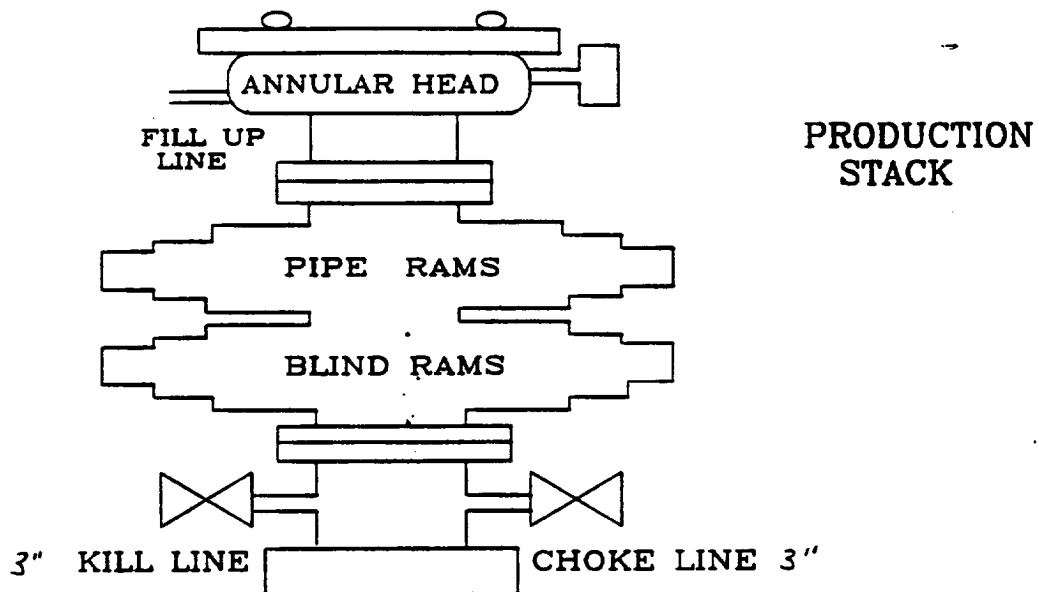 ANNULAR HEAD
FILL UP
LINE
PRODUCTION
STACK
PIPE RAMS
BLIND RAMS
3" KILL LINE
CHOKE LINE 3"